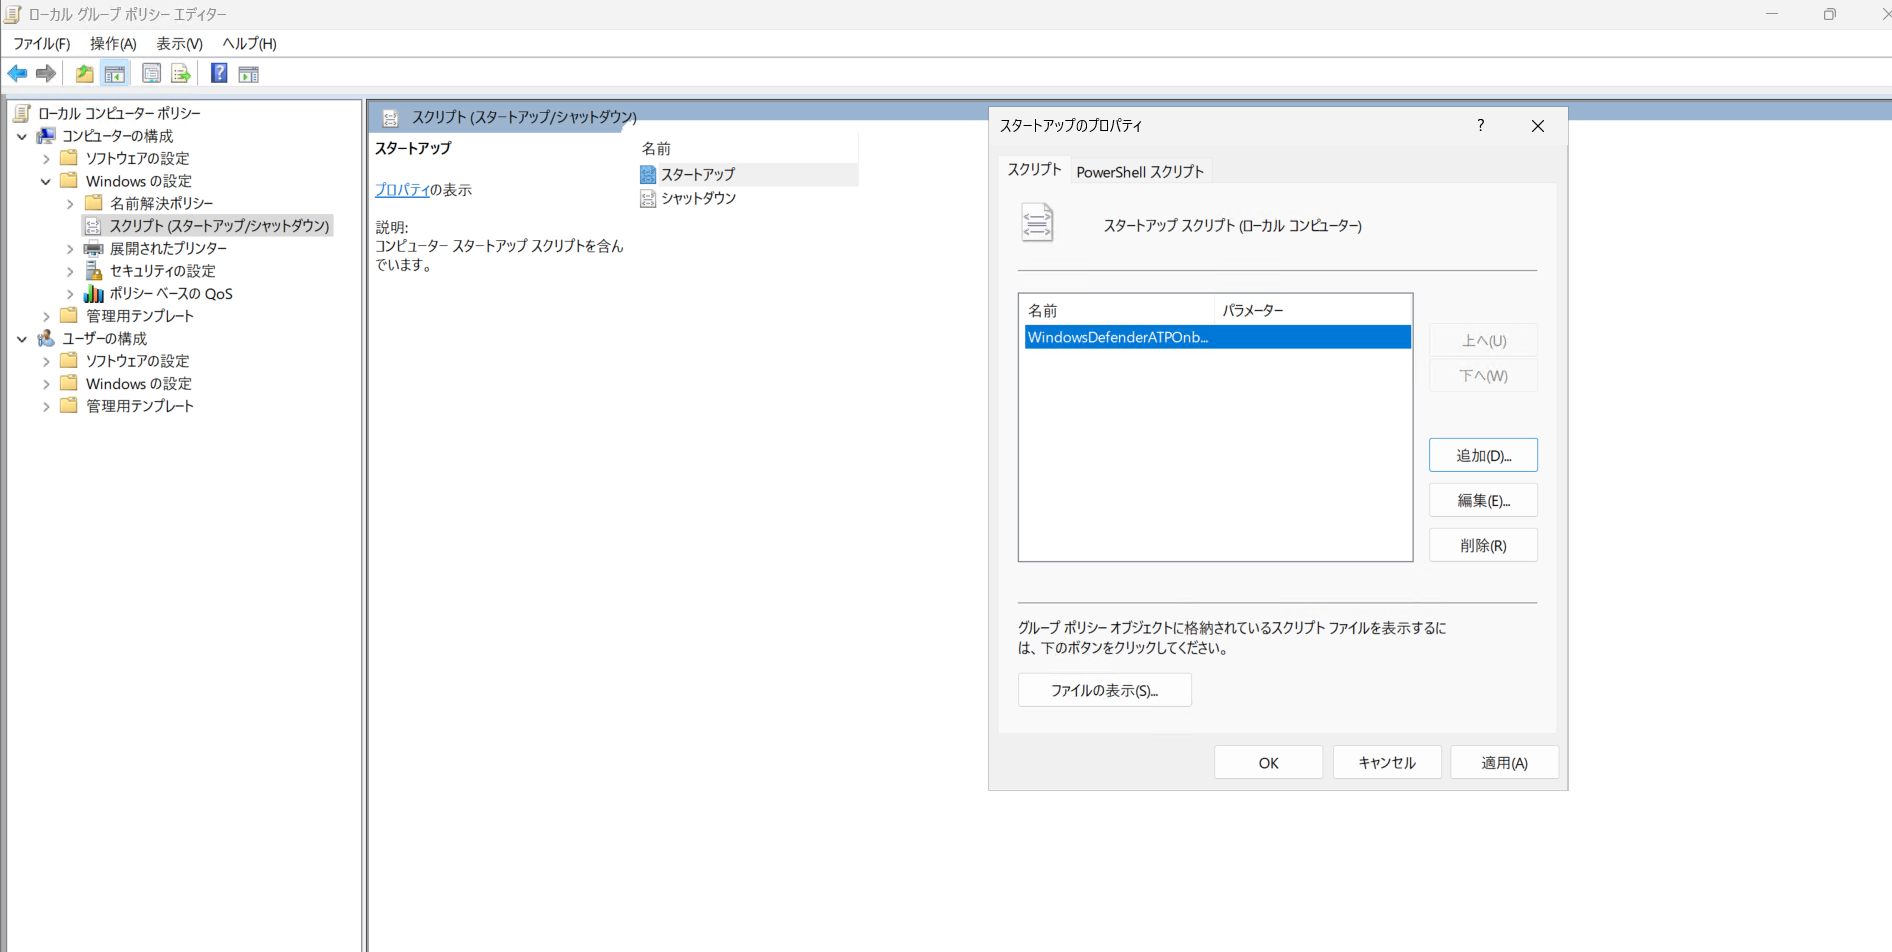 ローカル グループ ポリシー エディター
ファイル(F) 操作(A) 表示(V) ヘルプ(H)
ローカル コンピューター ポリシー
コンピューターの構成
ソフトウェアの設定
Windows の設定
名前解決ポリシー
スクリプト (スタートアップ/シャットダウン)
展開されたプリンター
セキュリティの設定
ポリシー ベースの QoS
管理用テンプレート
ユーザーの構成
ソフトウェアの設定
Windows の設定
管理用テンプレート
スクリプト (スタートアップ/シャットダウン)
スタートアップ
プロパティの表示
説明:
コンピューター スタートアップ スクリプトを含ん
でいます。
名前
スタートアップ
シャットダウン
スタートアップのプロパティ
スクリプト PowerShell スクリプト
スタートアップ スクリプト (ローカル コンピューター)
名前 パラメーター
WindowsDefenderATPOnb...
上へ(U)
下へ(W)
追加(D)...
編集(E)...
削除(R)
グループ ポリシー オブジェクトに格納されているスクリプト ファイルを表示するに
は、下のボタンをクリックしてください。
ファイルの表示(S)...
OK キャンセル 適用(A)